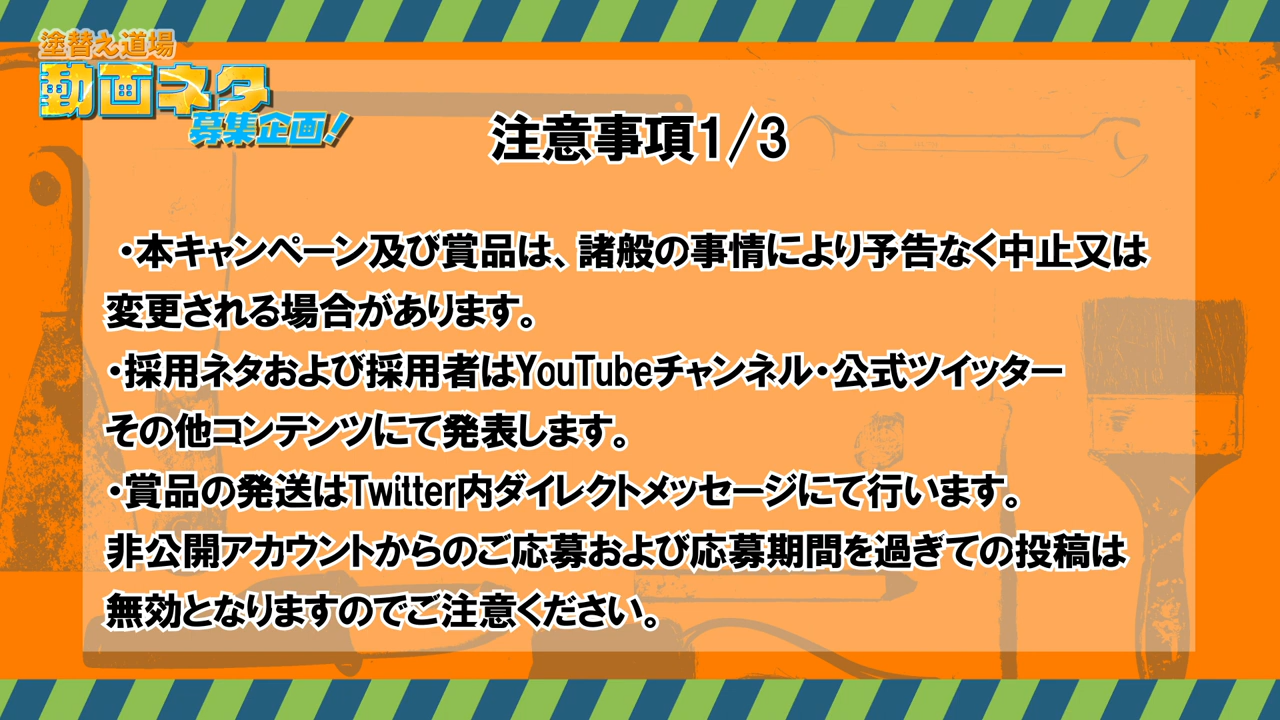 塗替え道場
動画ネタ
募集企画!
注意事項1/3
・本キャンペーン及び賞品は、諸般の事情により予告なく中止又は
変更される場合があります。
・採用ネタおよび採用者はYouTubeチャンネル・公式ツイッター
その他コンテンツにて発表します。
・賞品の発送はTwitter内ダイレクトメッセージにて行います。
非公開アカウントからのご応募および応募期間を過ぎての投稿は
無効となりますのでご注意ください。